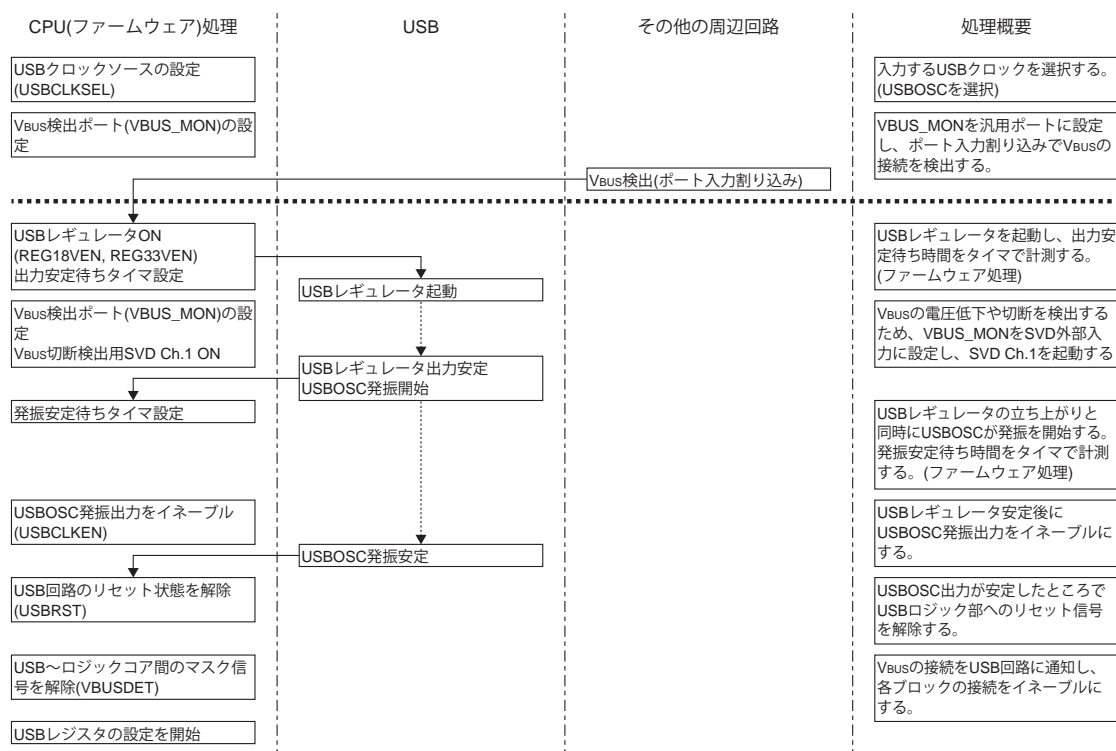 CPU(ファームウェア)処理
USB
その他の周辺回路
処理概要
USBクロックソースの設定
(USBCLKSEL)
入力するUSBクロックを選択する。
(USBOSCを選択)
VBUS検出ポート(VBUS_MON)の設
定
VBUS_MONを汎用ポートに設定
し、ポート入力割り込みでVBUSの
接続を検出する。
VBUS検出(ポート入力割り込み)
USBレギュレータON
(REG18VEN, REG33VEN)
出力安定待ちタイマ設定
USBレギュレータを起動し、出力安
定待ち時間をタイマで計測する。
(ファームウェア処理)
USBレギュレータ起動
VBUS検出ポート(VBUS_MON)の設
定
VBUS切断検出用SVD Ch.1 ON
VBUSの電圧低下や切断を検出する
ため、VBUS_MONをSVD外部入
力に設定し、SVD Ch.1を起動する
USBレギュレータ出力安定
USBOSC発振開始
発振安定待ちタイマ設定
USBレギュレータの立ち上がりと
同時にUSBOSCが発振を開始する。
発振安定待ち時間をタイマで計測
する。(ファームウェア処理)
USBOSC発振出力をイネーブル
(USBCLKEN)
USBレギュレータ安定後に
USBOSC発振出力をイネーブルに
する。
USBOSC発振安定
USB回路のリセット状態を解除
(USBRST)
USBOSC出力が安定したところで
USBロジック部へのリセット信号
を解除する。
USB～ロジックコア間のマスク信
号を解除(VBUSDET)
VBUSの接続をUSB回路に通知し、
各ブロックの接続をイネーブルに
する。
USBレジスタの設定を開始